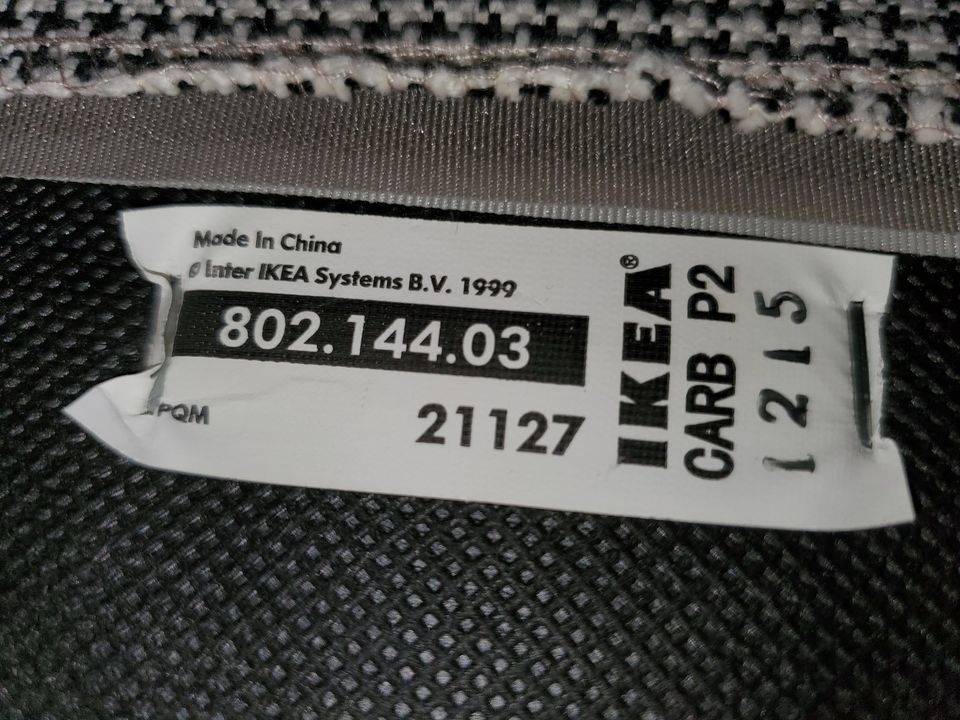 Made In China
© Inter IKEA Systems B.V. 1999
802.144.03
PQM
21127
IKEA®
CARB P2
1215